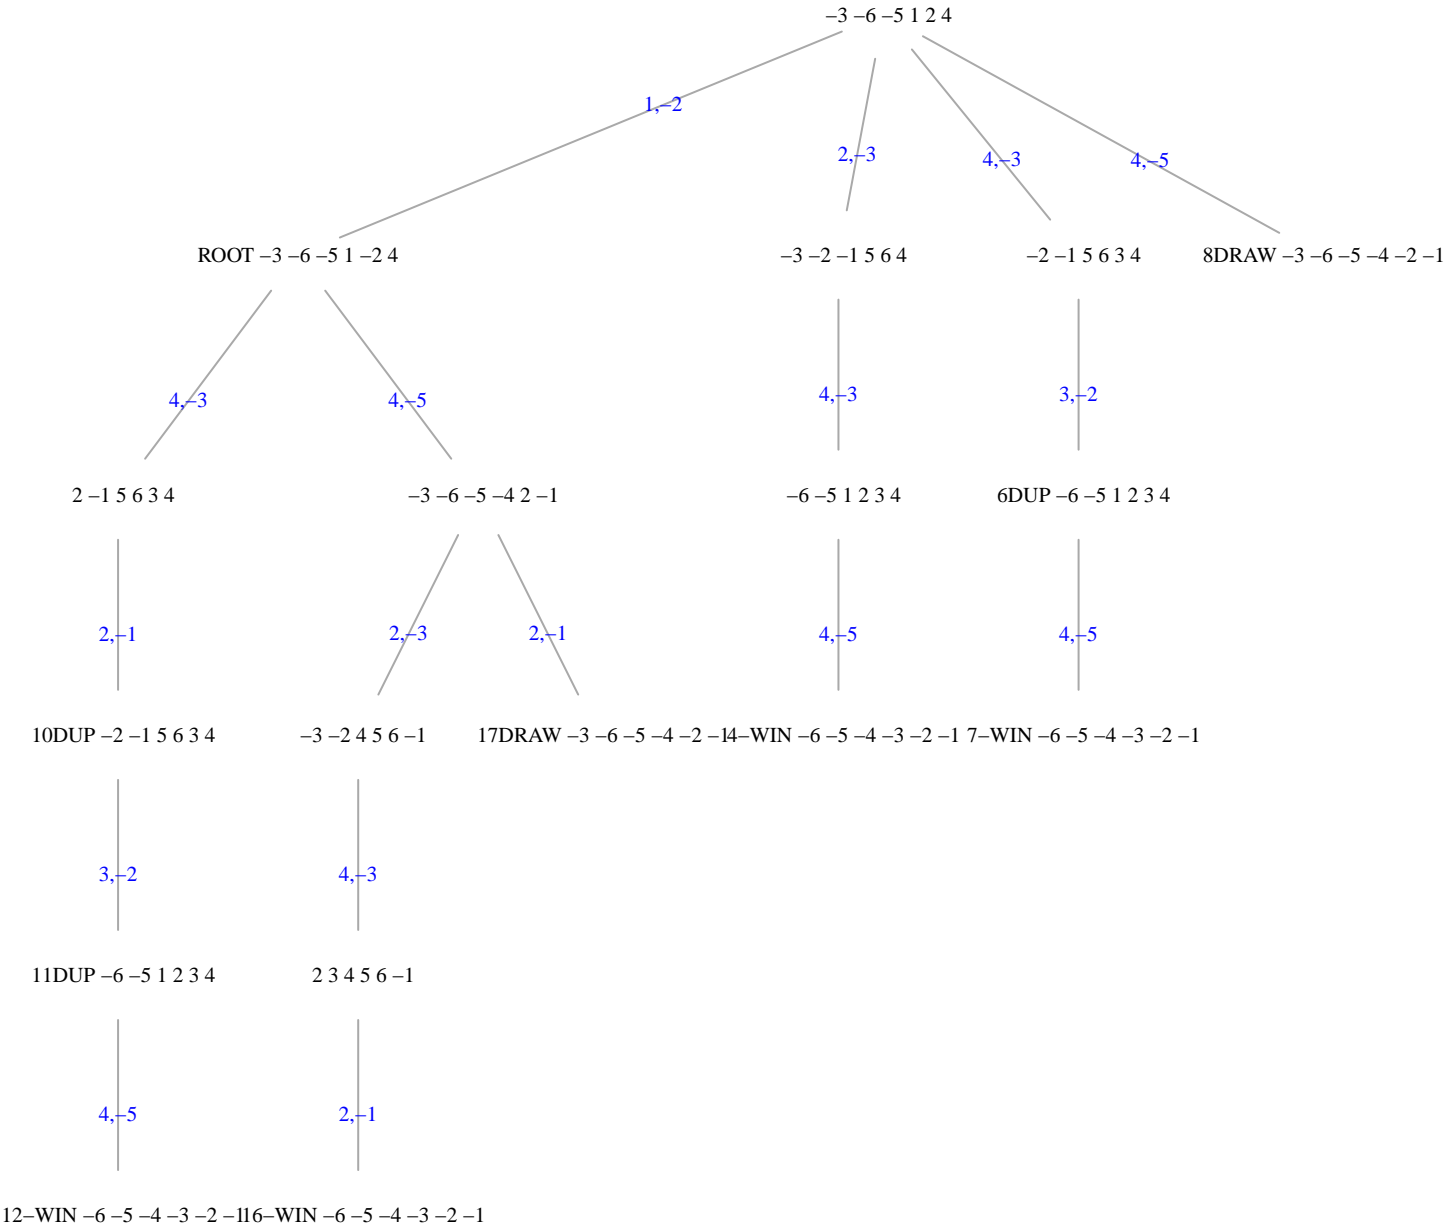 –3 –6 –5 1 2 4
1,–2
2,–3
4,–3
4,–5
ROOT –3 –6 –5 1 –2 4
–3 –2 –1 5 6 4
–2 –1 5 6 3 4
8DRAW –3 –6 –5 –4 –2 –1
4,–3
4,–5
4,–3
3,–2
2 –1 5 6 3 4
–3 –6 –5 –4 2 –1
–6 –5 1 2 3 4
6DUP –6 –5 1 2 3 4
2,–1
2,–3
2,–1
4,–5
4,–5
10DUP –2 –1 5 6 3 4
–3 –2 4 5 6 –1
17DRAW –3 –6 –5 –4 –2 –1
4–WIN –6 –5 –4 –3 –2 –1
7–WIN –6 –5 –4 –3 –2 –1
3,–2
4,–3
11DUP –6 –5 1 2 3 4
2 3 4 5 6 –1
4,–5
2,–1
12–WIN –6 –5 –4 –3 –2 –1
16–WIN –6 –5 –4 –3 –2 –1